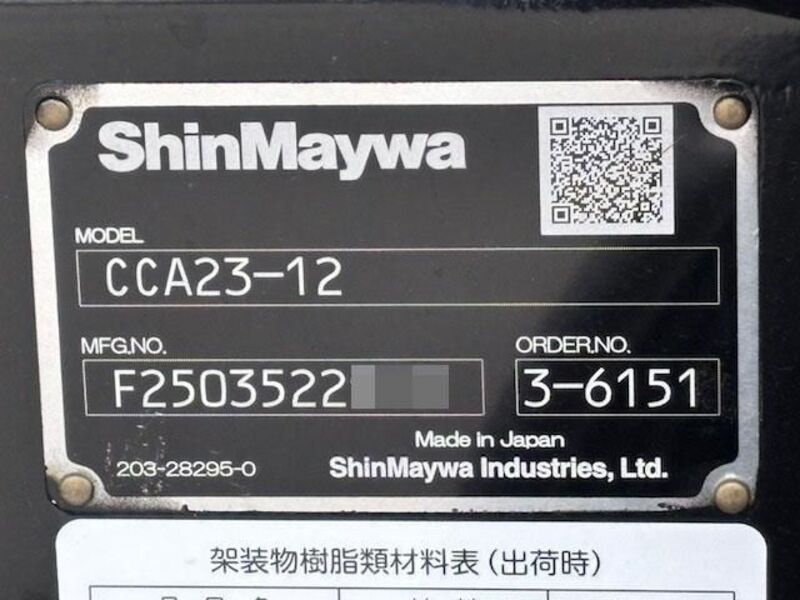 ShinMaywa
MODEL
CCA23-12
MFG.NO.
F2503522
ORDER.NO.
3-6151
Made in Japan
203-28295-0
ShinMaywa Industries, Ltd.
架装物樹脂類材料表(出荷時)